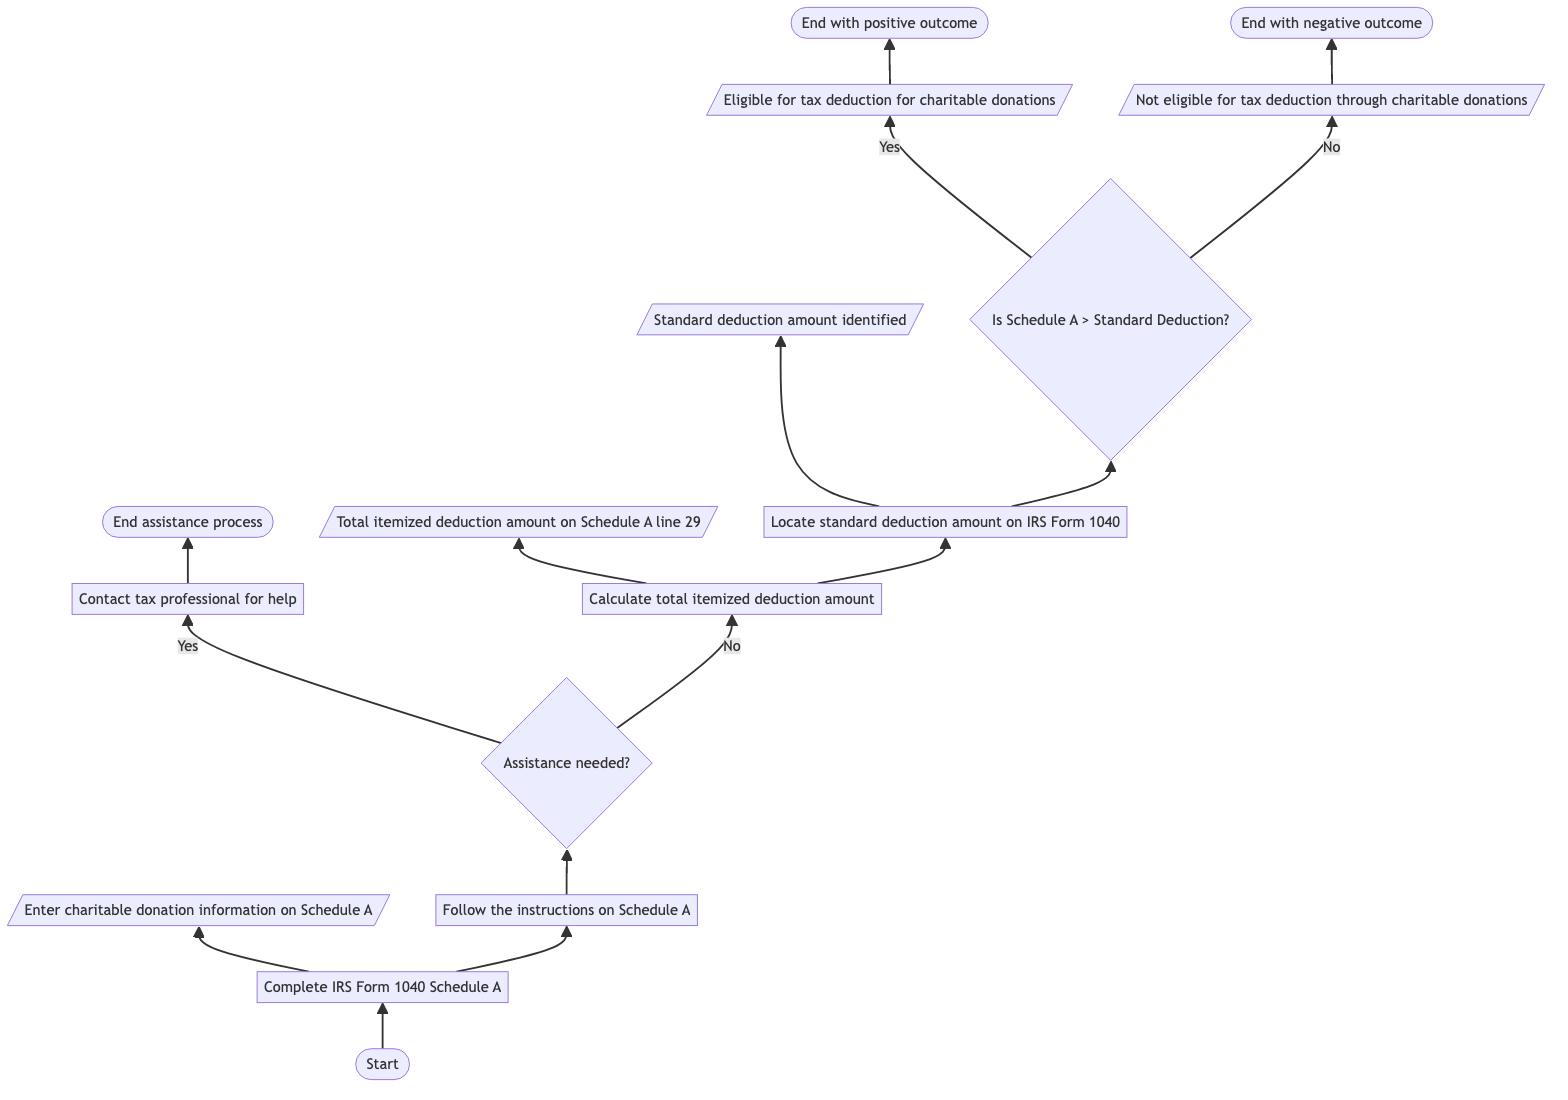 End with positive outcome
End with negative outcome
Eligible for tax deduction for charitable donations
Not eligible for tax deduction through charitable donations
Yes
No
Standard deduction amount identified
Is Schedule A > Standard Deduction?
End assistance process
Total itemized deduction amount on Schedule A line 29
Locate standard deduction amount on IRS Form 1040
Contact tax professional for help
Calculate total itemized deduction amount
Yes
No
Assistance needed?
Enter charitable donation information on Schedule A
Follow the instructions on Schedule A
Complete IRS Form 1040 Schedule A
Start